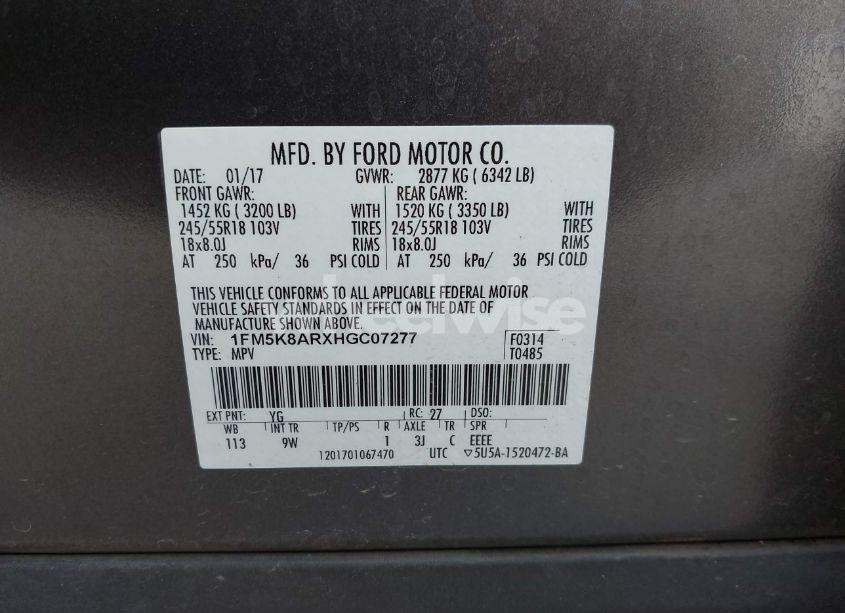 MFD. BY FORD MOTOR CO.
DATE: 01/17 GVWR: 2877 KG ( 6342 LB)
FRONT GAWR: REAR GAWR:
1452 KG ( 3200 LB) WITH 1520 KG ( 3350 LB) WITH
245/55R18 103V TIRES 245/55R18 103V TIRES
18x8.0J RIMS 18x8.0J RIMS
AT 250 kPa/ 36 PSI COLD AT 250 kPa/ 36 PSI COLD
THIS VEHICLE CONFORMS TO ALL APPLICABLE FEDERAL MOTOR
VEHICLE SAFETY STANDARDS IN EFFECT ON THE DATE OF
MANUFACTURE SHOWN ABOVE.
VIN: 1FM5K8ARXHGC07277 F0314
TYPE: MPV T0485
EXT PNT: YG RC: 27 DSO:
WB INT TR TP/PS R AXLE TR SPR
113 9W 1 3J C EEEE
1201701067470 UTC ▽5U5A-1520472-BA